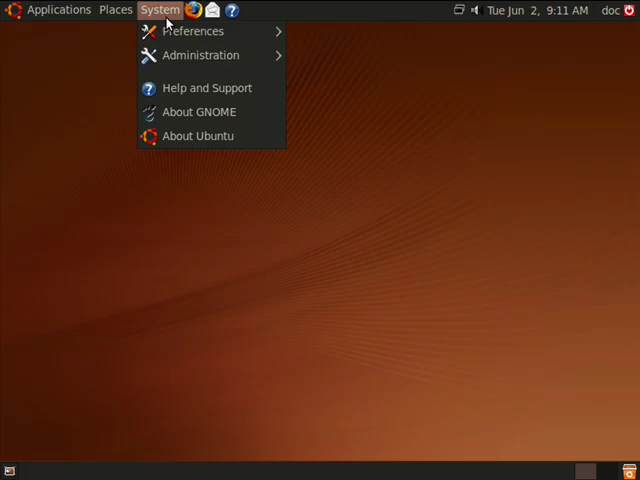 Applications Places System Tue Jun 2, 9:11 AM doc
Preferences
Administration
Help and Support
About GNOME
About Ubuntu